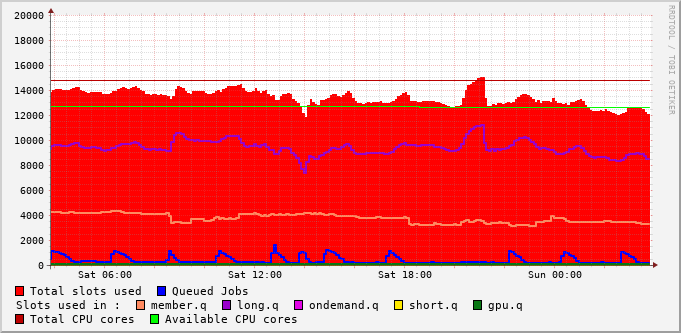 20000
18000
16000
14000
12000
10000
8000
6000
4000
2000
0
Sat 06:00 Sat 12:00 Sat 18:00 Sun 00:00
RRDTOOL / TOBI OETIKER
Total slots used Queued Jobs
Slots used in : member.q long.q ondemand.q short.q gpu.q
Total CPU cores Available CPU cores